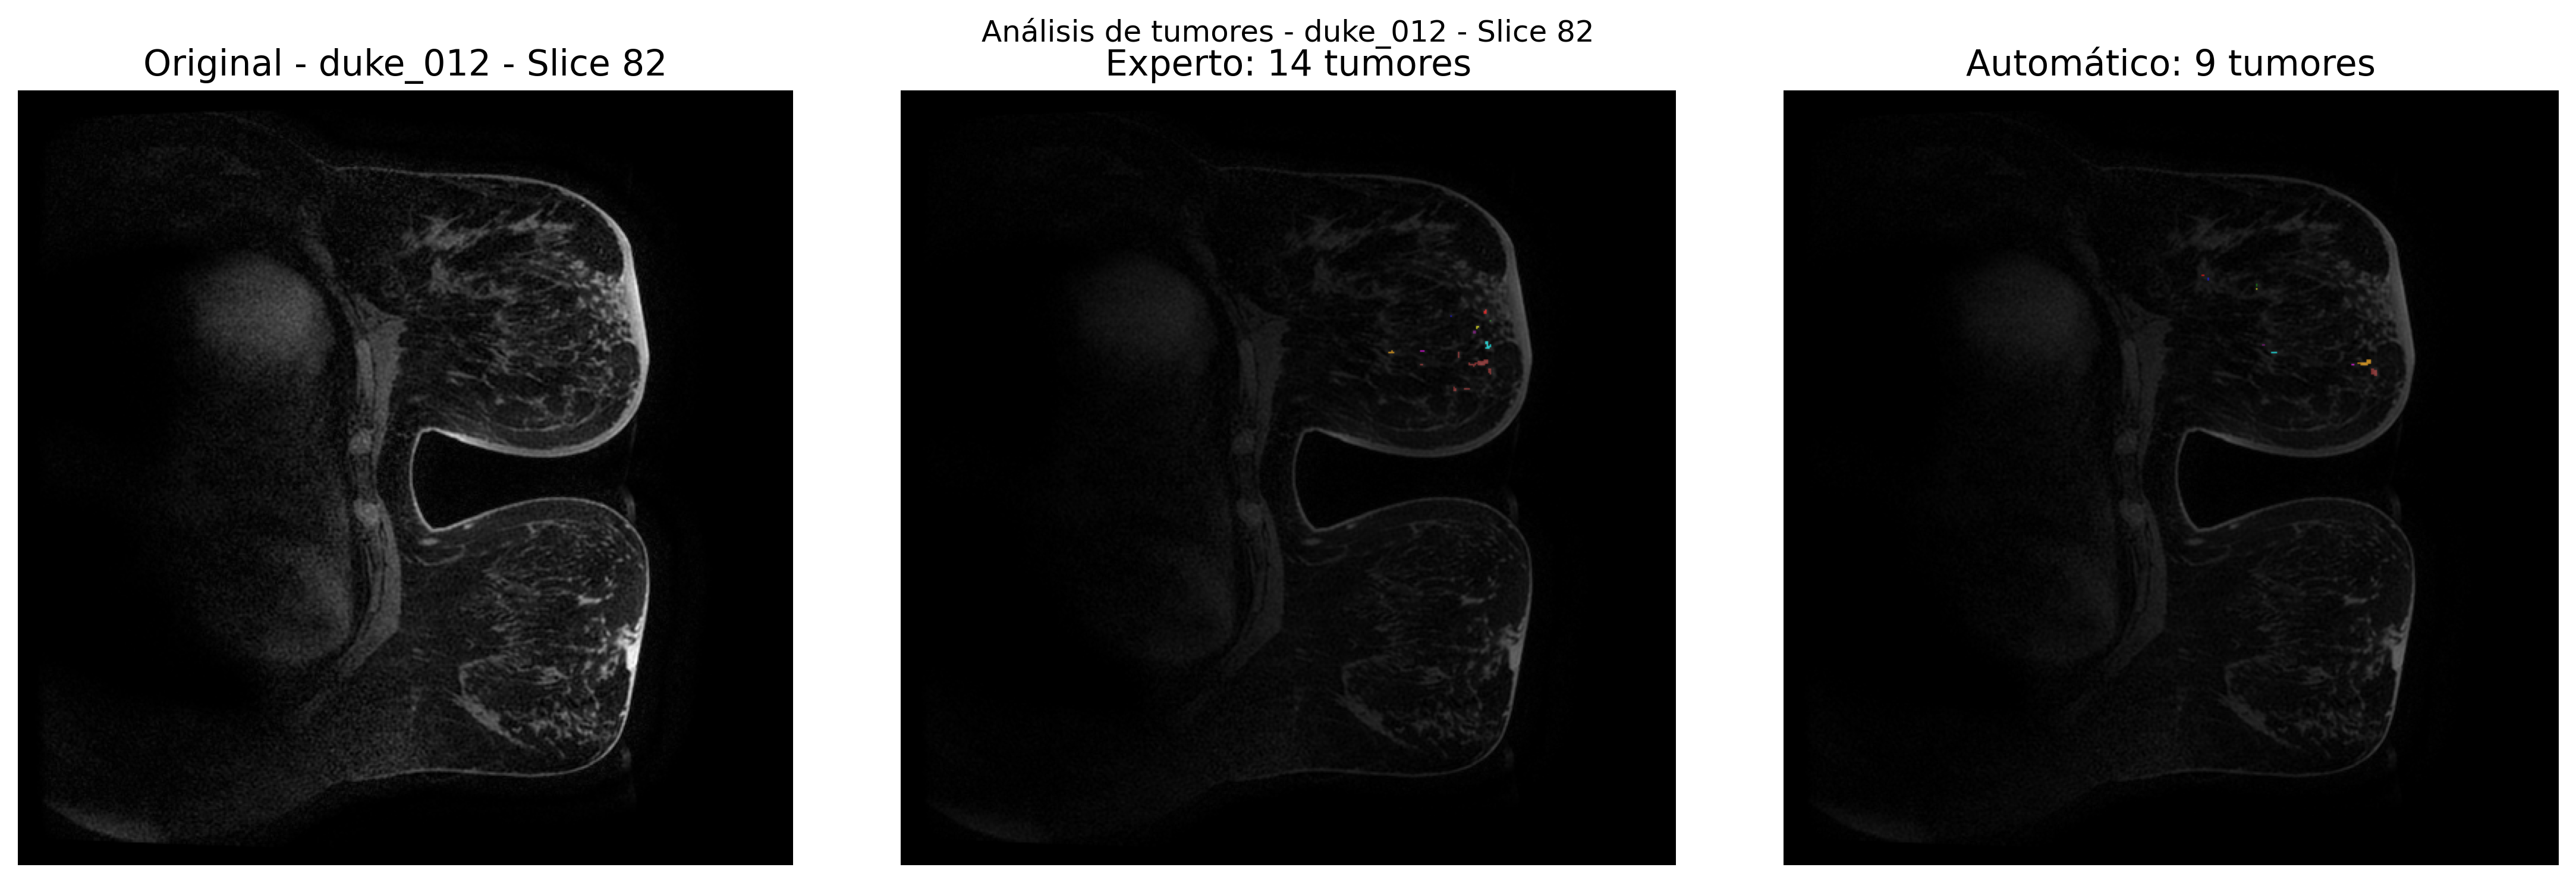 Análisis de tumores - duke_012 - Slice 82
Original - duke_012 - Slice 82
Experto: 14 tumores
Automático: 9 tumores